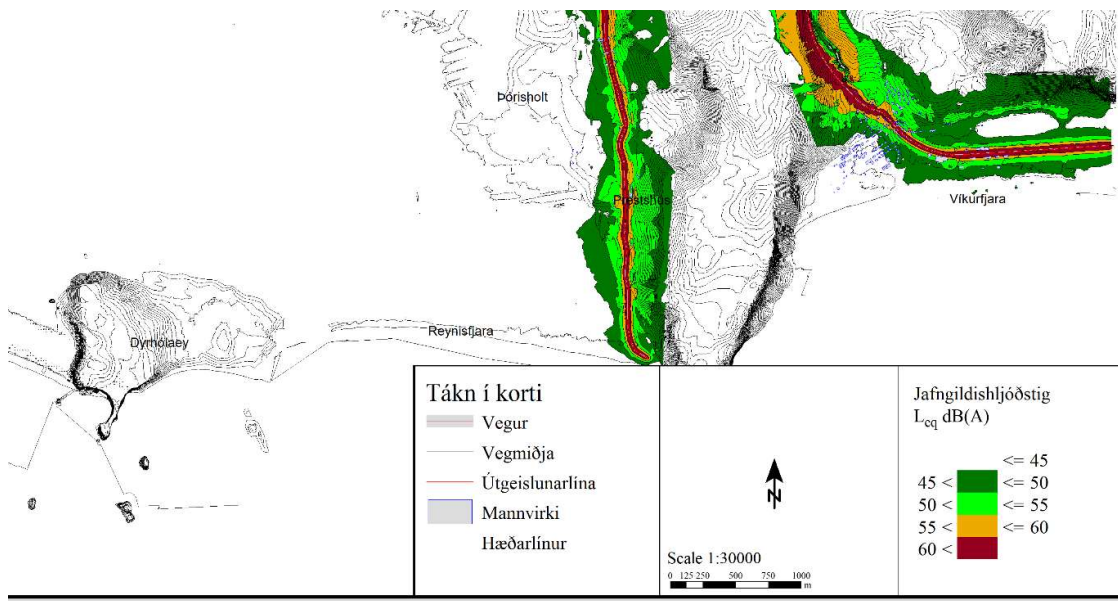 Þórisholt
Prestshús
Víkurfjara
Reynisfjara
Dyrhólaey
Tákn í korti
Vegur
Vegmiðja
Útgeislunarlína
Mannvirki
Hæðarlínur
N
Scale 1:30000
0 125 250 500 750 1000
m
Jafngildishljóðstig
Leq dB(A)
<= 45
45 < <= 50
50 < <= 55
55 < <= 60
60 <